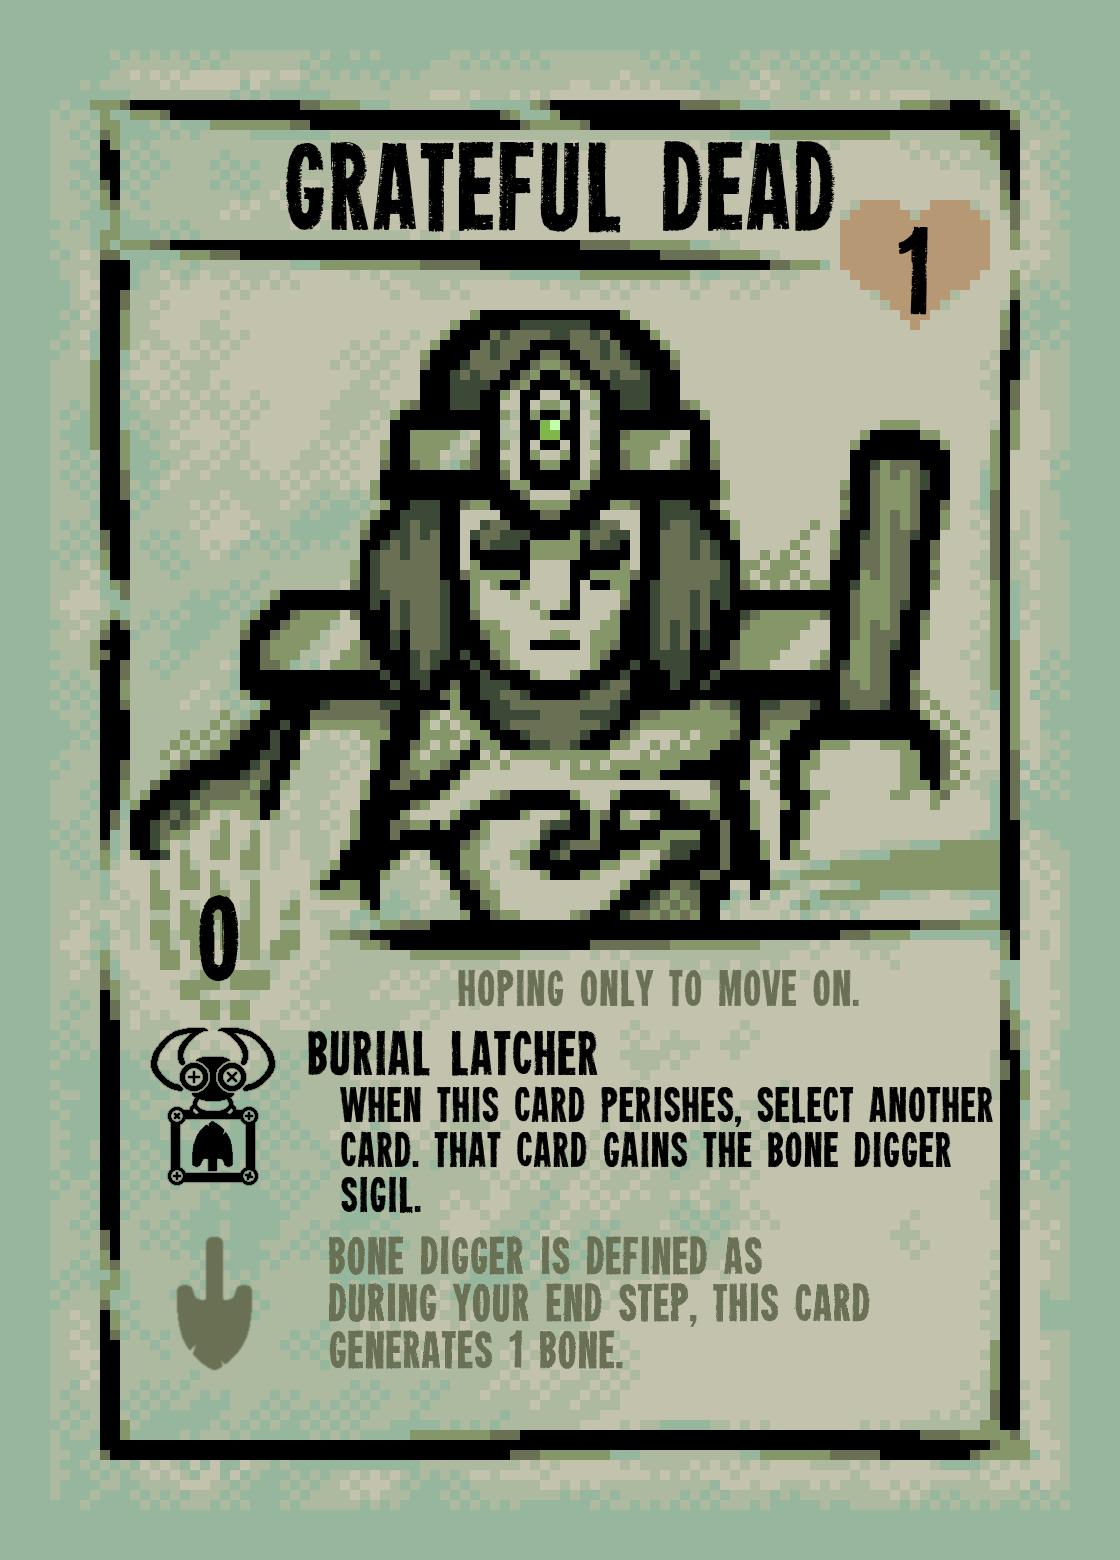 GRATEFUL DEAD
1
0
HOPING ONLY TO MOVE ON.
BURIAL LATCHER
WHEN THIS CARD PERISHES, SELECT ANOTHER
CARD. THAT CARD GAINS THE BONE DIGGER
SIGIL.
BONE DIGGER IS DEFINED AS
DURING YOUR END STEP, THIS CARD
GENERATES 1 BONE.